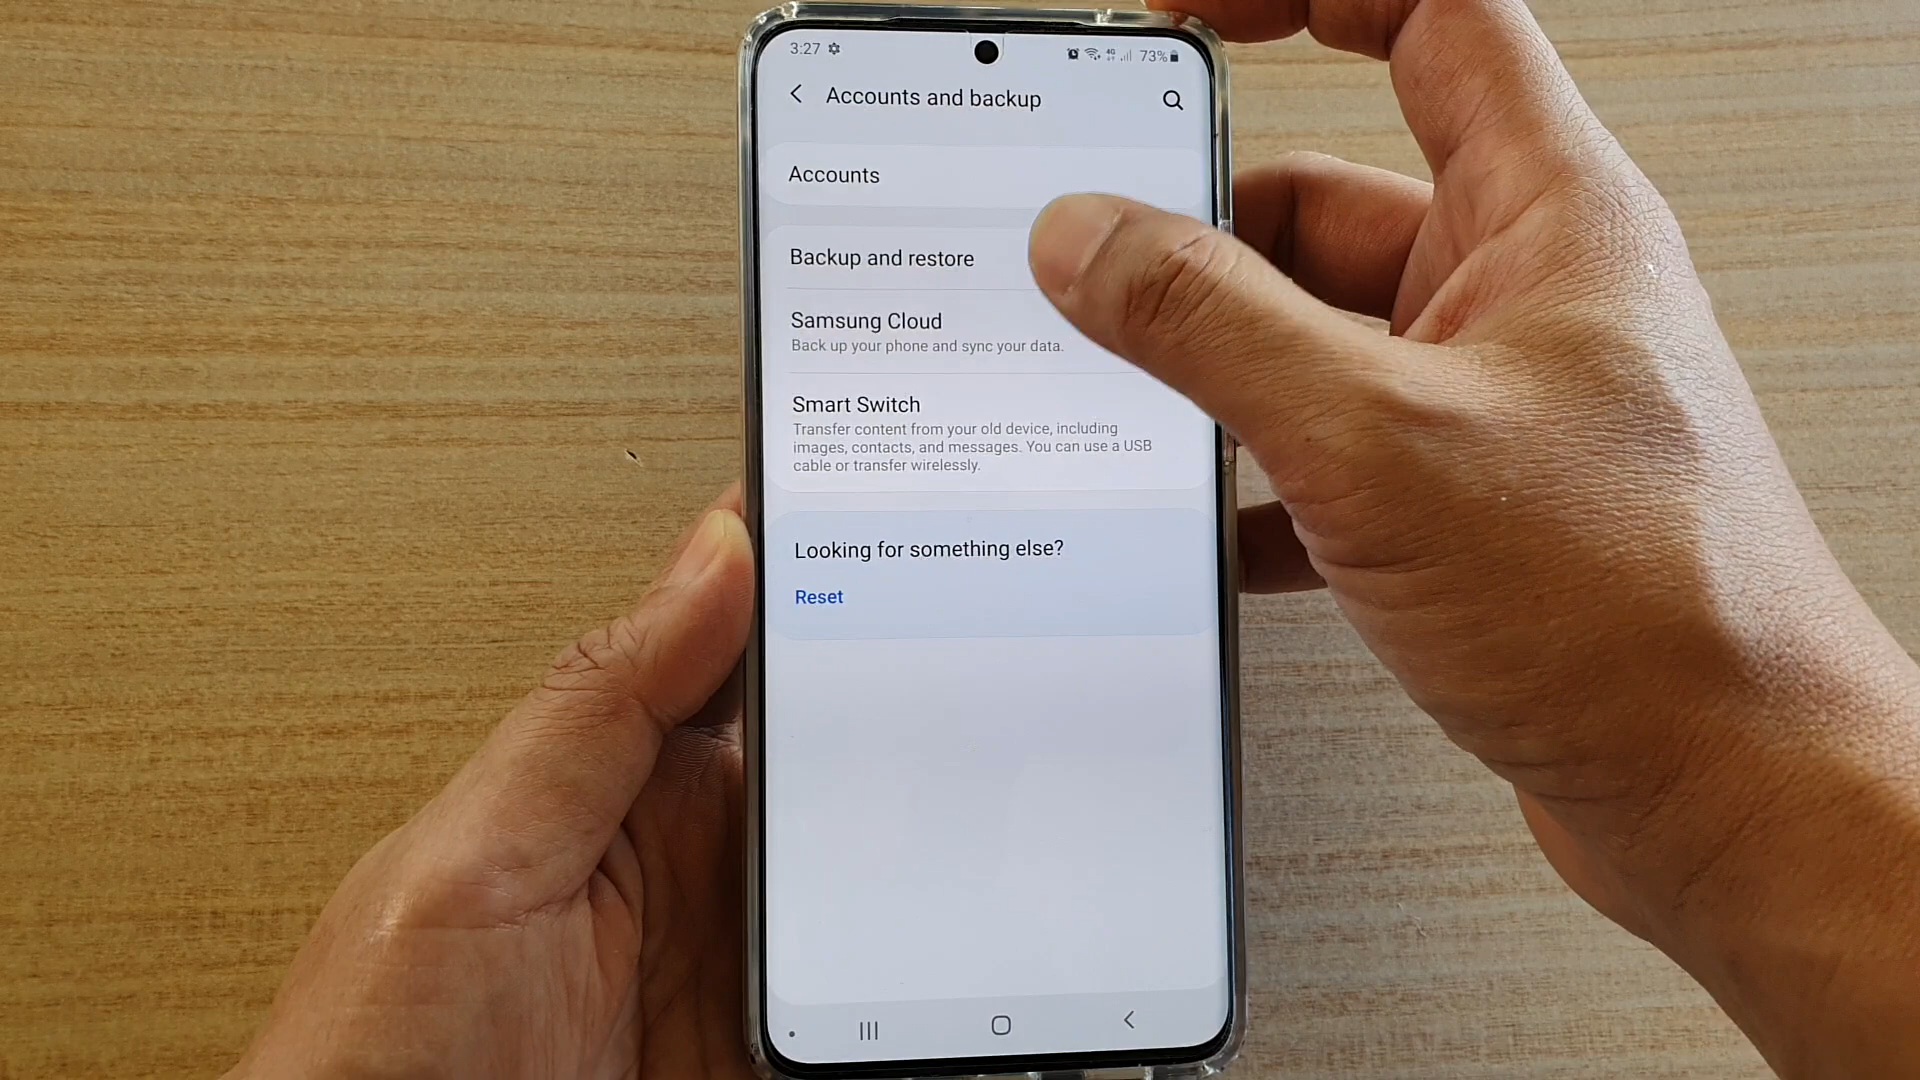 3:27 4G 73%
Accounts and backup
Accounts
Backup and restore
Samsung Cloud
Back up your phone and sync your data.
Smart Switch
Transfer content from your old device, including
images, contacts, and messages. You can use a USB
cable or transfer wirelessly.
Looking for something else?
Reset